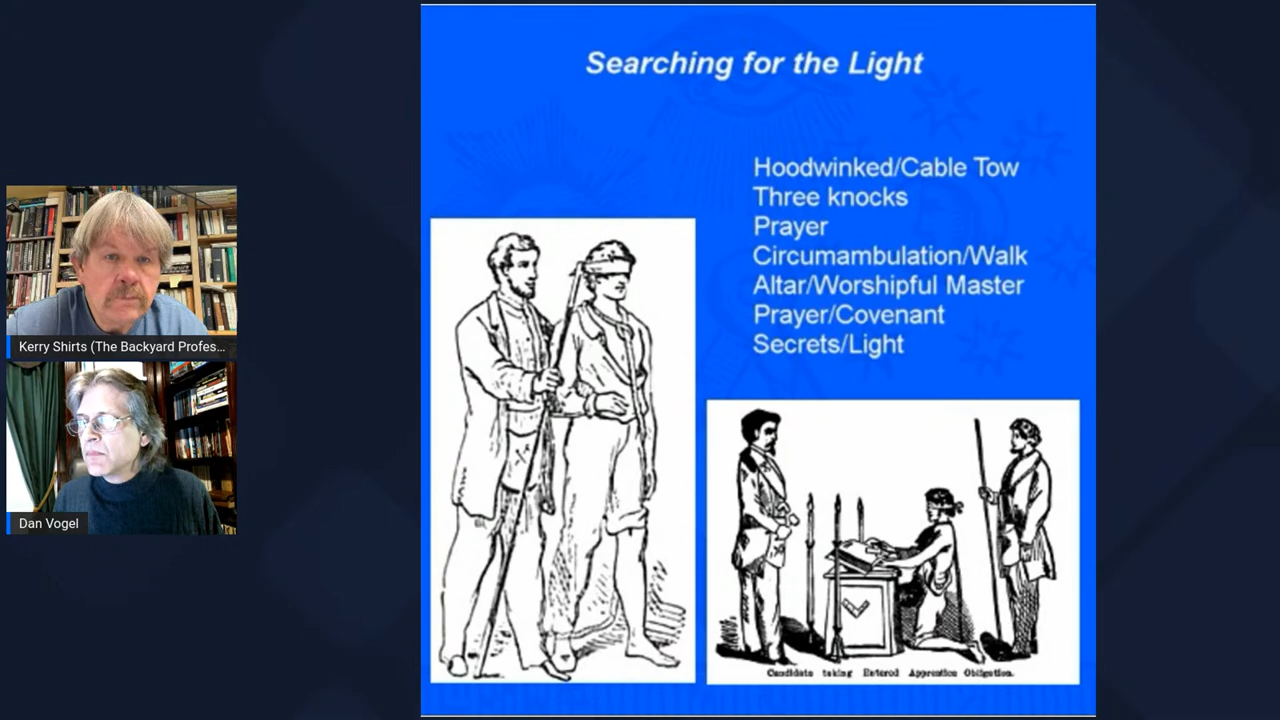 Searching for the Light
Hoodwinked/Cable Tow
Three knocks
Prayer
Circumambulation/Walk
Altar/Worshipful Master
Prayer/Covenant
Secrets/Light
Candidate taking Entered Apprentice Obligation.
Kerry Shirts (The Backyard Profes...
Dan Vogel